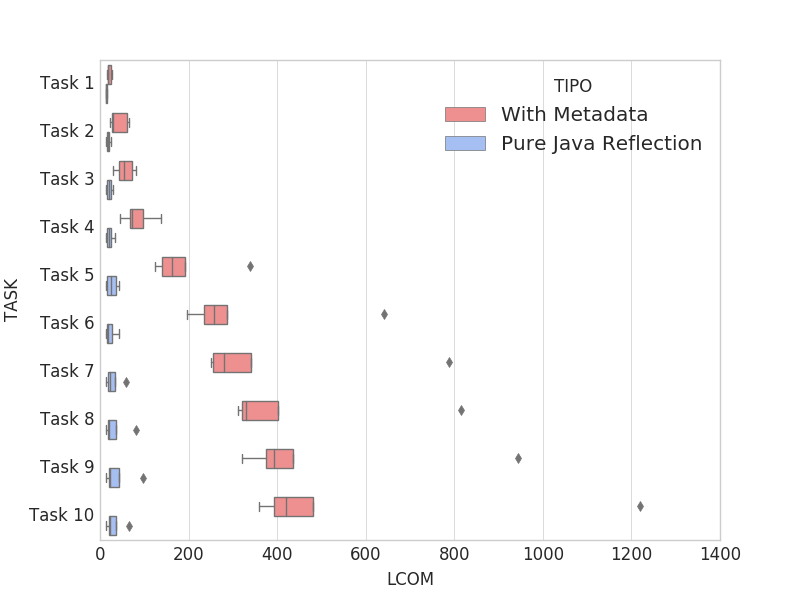 TIPO
With Metadata
Pure Java Reflection
TASK
Task 1
Task 2
Task 3
Task 4
Task 5
Task 6
Task 7
Task 8
Task 9
Task 10
0 200 400 600 800 1000 1200 1400
LCOM